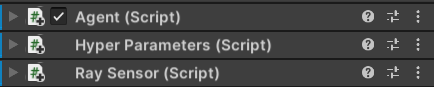 Agent (Script)
Hyper Parameters (Script)
Ray Sensor (Script)